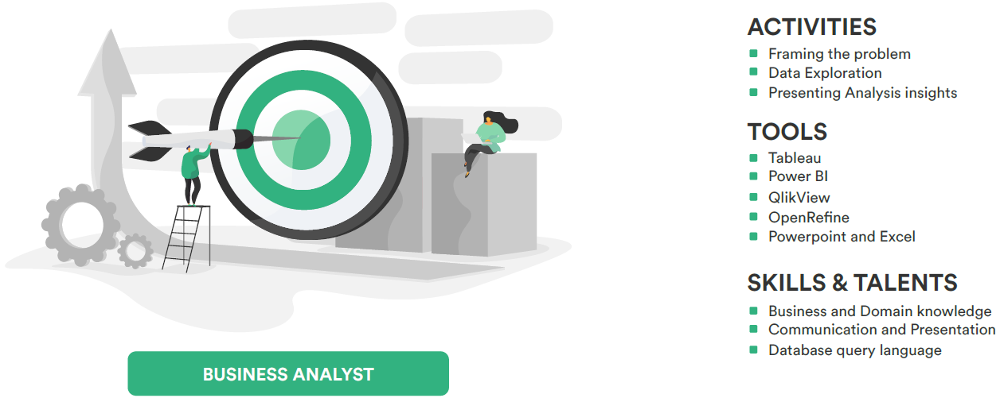 ACTIVITIES
Framing the problem
Data Exploration
Presenting Analysis insights
TOOLS
Tableau
Power BI
QlikView
OpenRefine
Powerpoint and Excel
SKILLS & TALENTS
Business and Domain knowledge
Communication and Presentation
Database query language
BUSINESS ANALYST